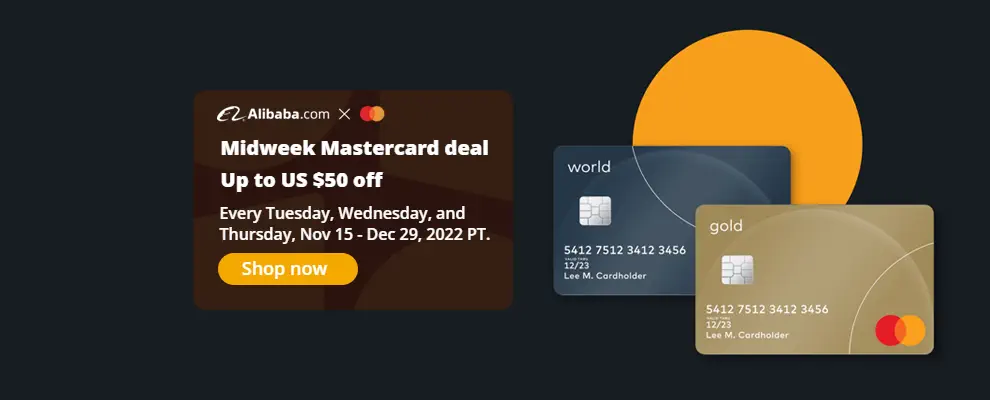 Alibaba.com
Midweek Mastercard deal
Up to US $50 off
Every Tuesday, Wednesday, and
Thursday, Nov 15 - Dec 29, 2022 PT.
Shop now
world
5412 7512 3412 3456
VALID THRU
12/23
Lee M. Cardholder
gold
5412 7512 3412 3456
VALID THRU
12/23
Lee M. Cardholder